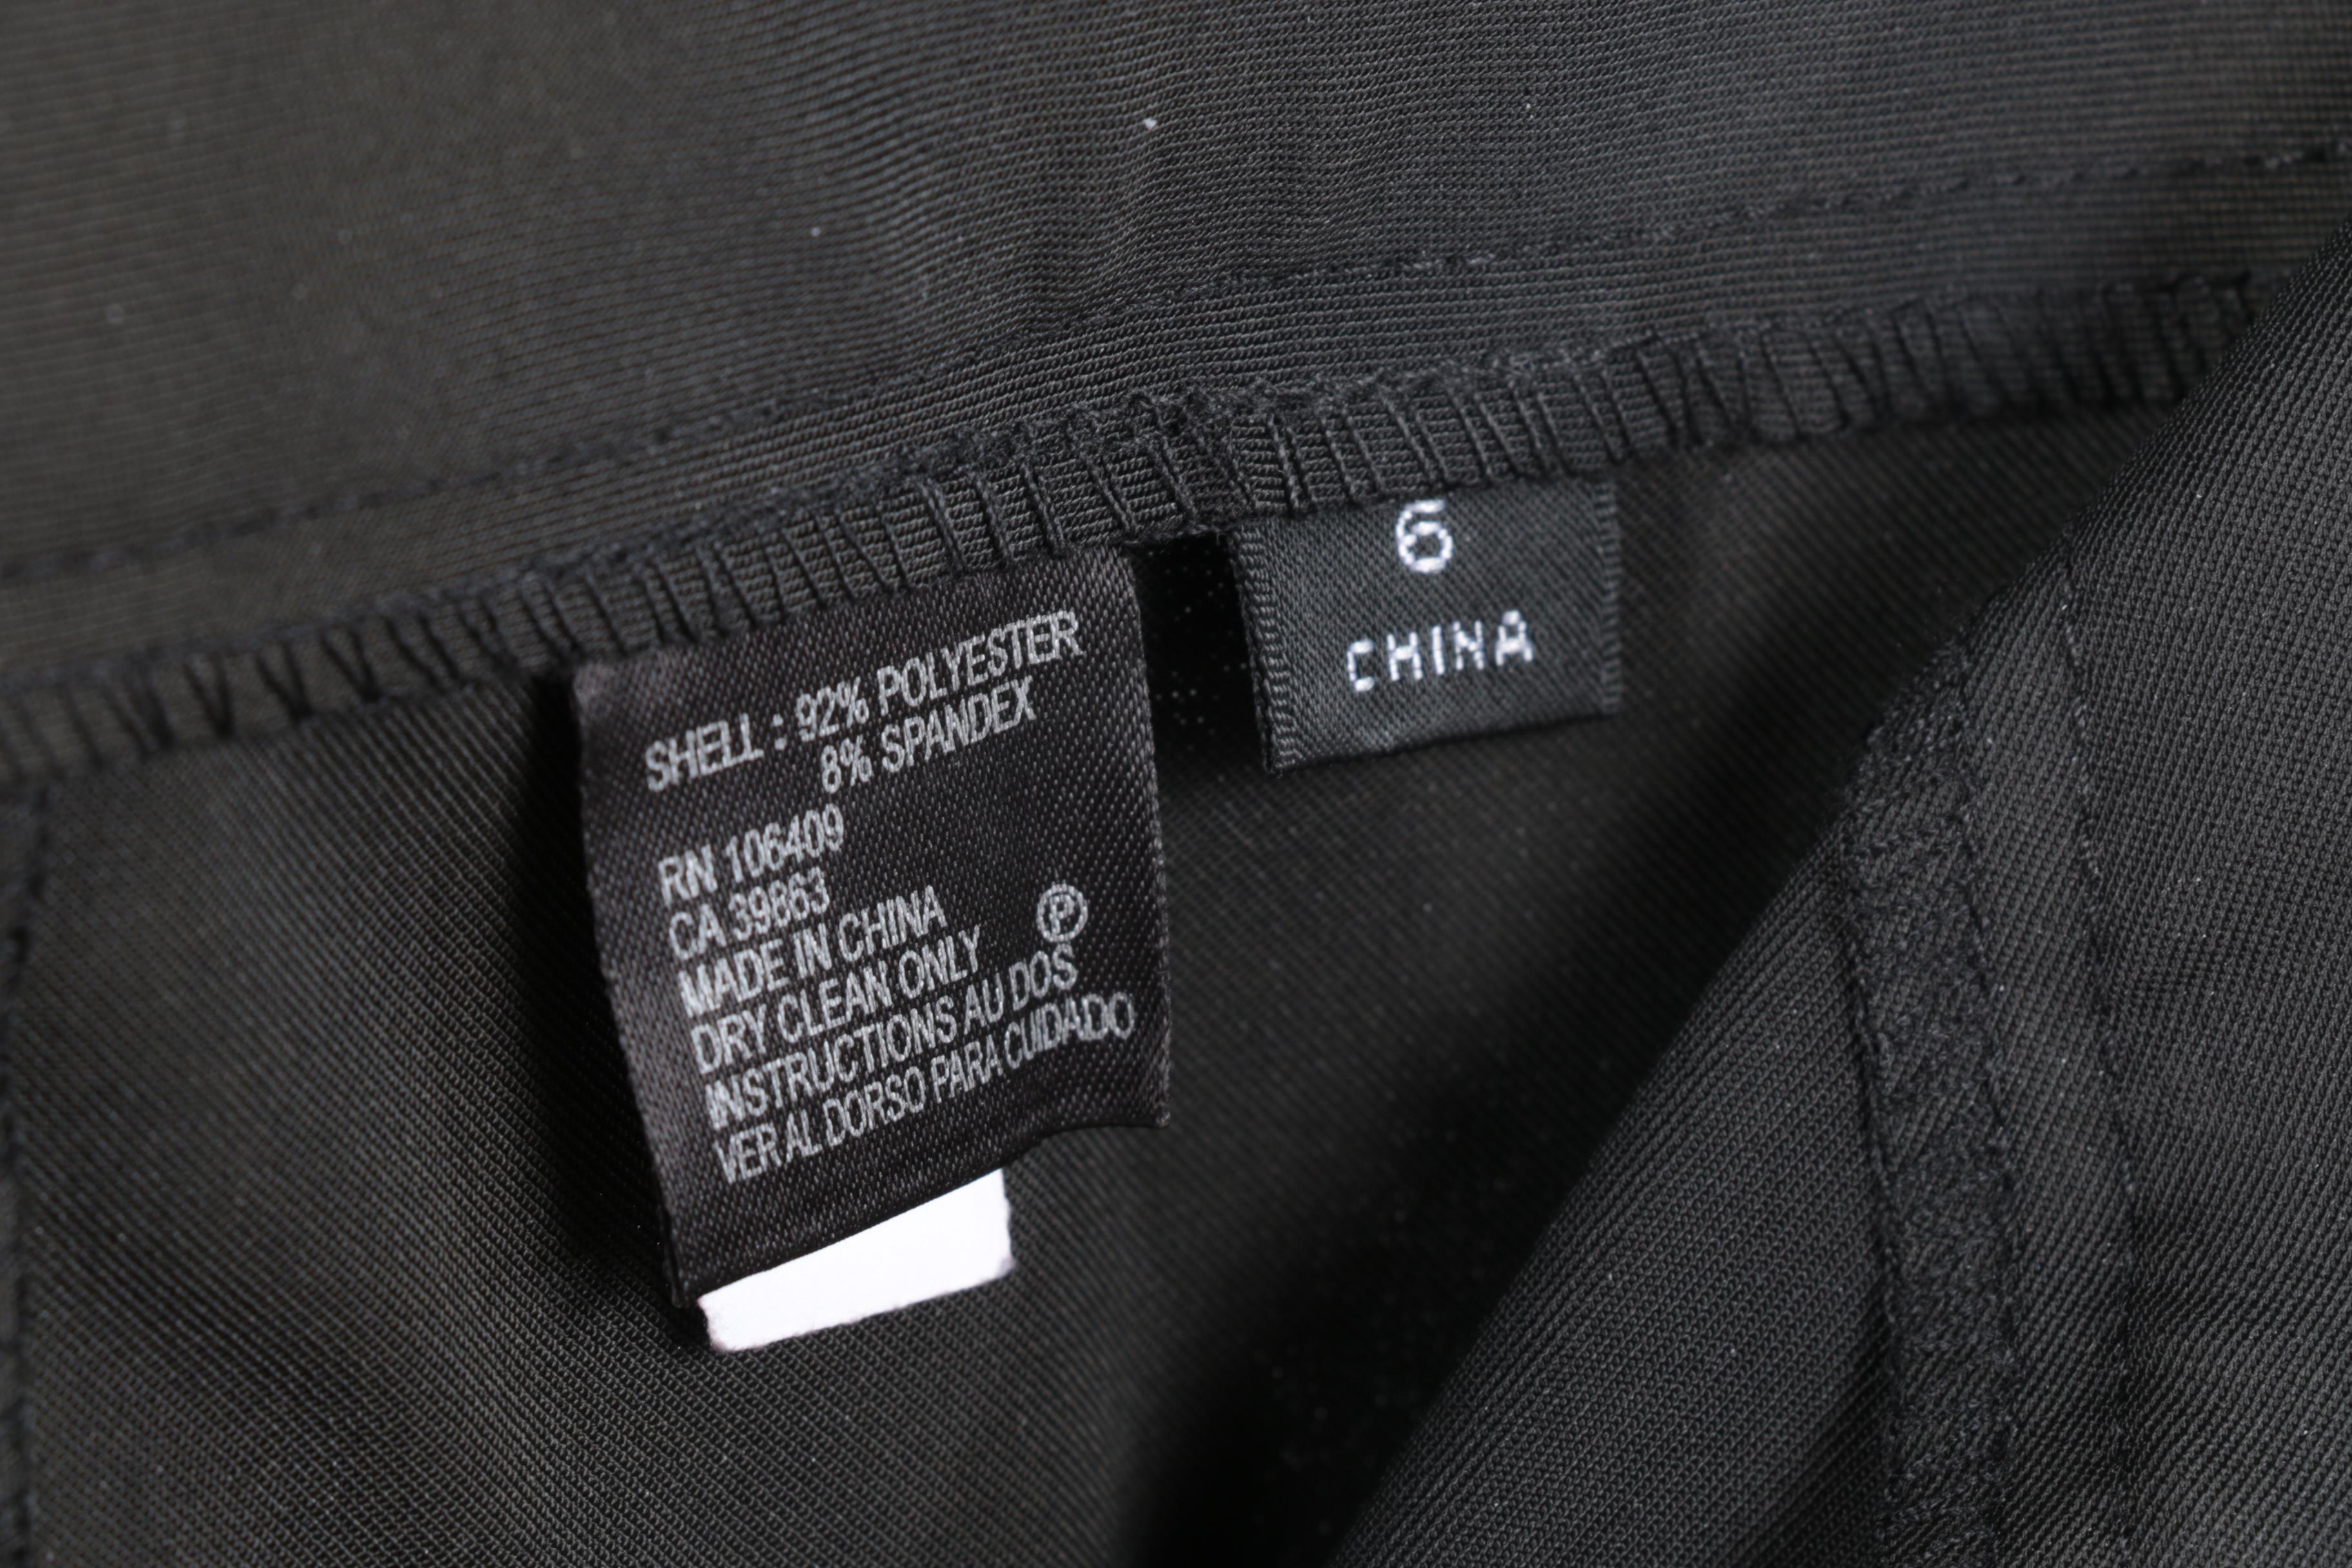 SHELL : 92% POLYESTER
8% SPANDEX
RN 106409
CA 39863
MADE IN CHINA
DRY CLEAN ONLY Ⓟ
INSTRUCTIONS AU DOS
VER AL DORSO PARA CUIDADO
6
CHINA